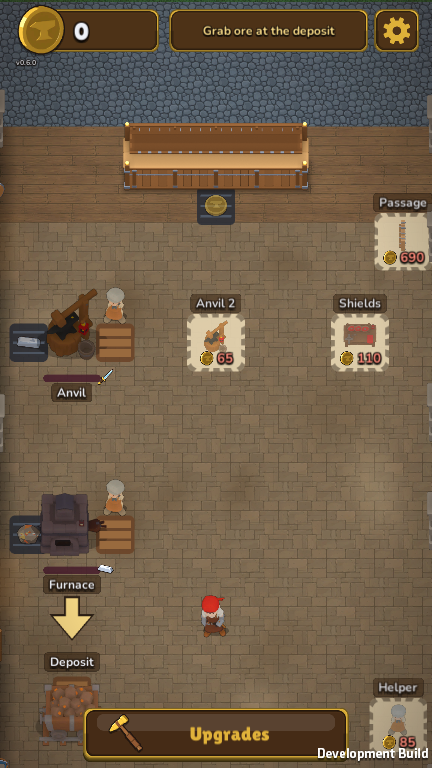 0
Grab ore at the deposit
v0.6.0
Passage
690
Anvil 2
65
Shields
110
Anvil
Furnace
Deposit
Helper
85
Upgrades
Development Build